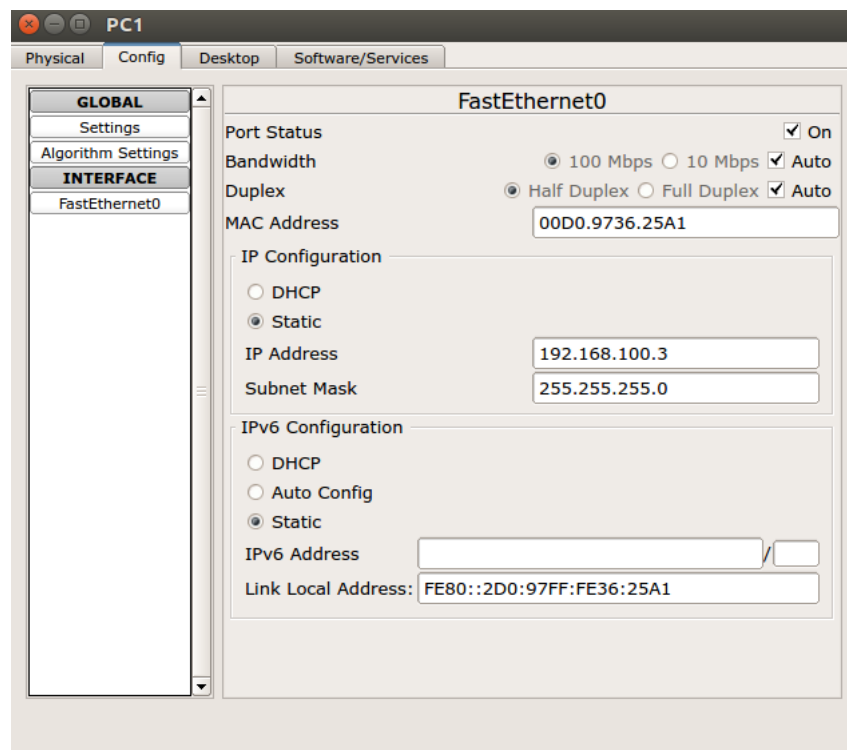 PC1
Physical Config Desktop Software/Services
GLOBAL
Settings
Algorithm Settings
INTERFACE
FastEthernet0
FastEthernet0
Port Status On
Bandwidth 100 Mbps 10 Mbps Auto
Duplex Half Duplex Full Duplex Auto
MAC Address 00D0.9736.25A1
IP Configuration
DHCP
Static
IP Address 192.168.100.3
Subnet Mask 255.255.255.0
IPv6 Configuration
DHCP
Auto Config
Static
IPv6 Address /
Link Local Address: FE80::2D0:97FF:FE36:25A1